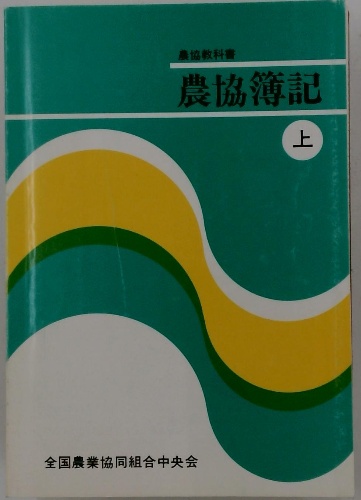 農協教科書
農協簿記
上
全国農業協同組合中央会